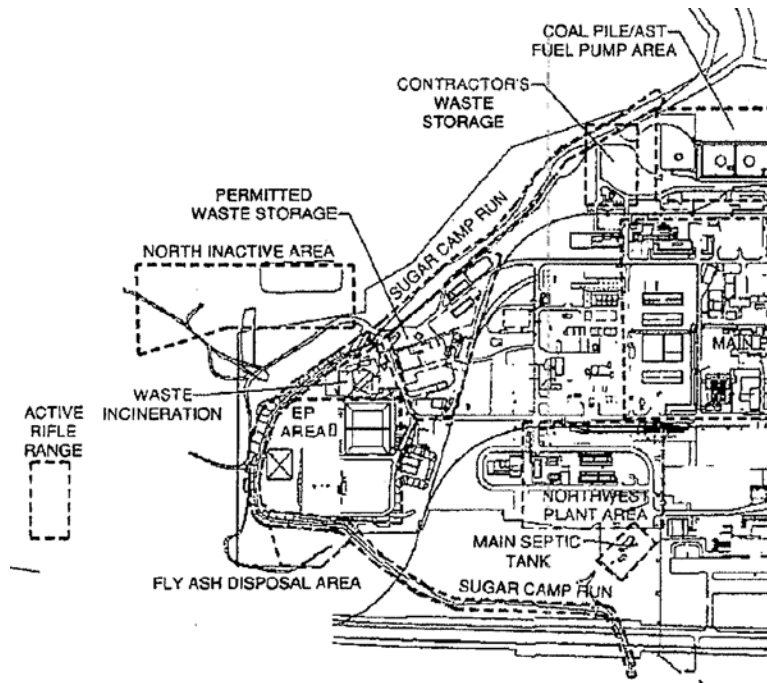 COAL PILE/AST
FUEL PUMP AREA
CONTRACTOR'S
WASTE
STORAGE
PERMITTED
WASTE STORAGE
SUGAR CAMP RUN
NORTH INACTIVE AREA
MAIN
WASTE
INCINERATION
EP
AREA
ACTIVE
RIFLE
RANGE
NORTHWEST
PLANT AREA
MAIN SEPTIC
TANK
FLY ASH DISPOSAL AREA
SUGAR CAMP RUN